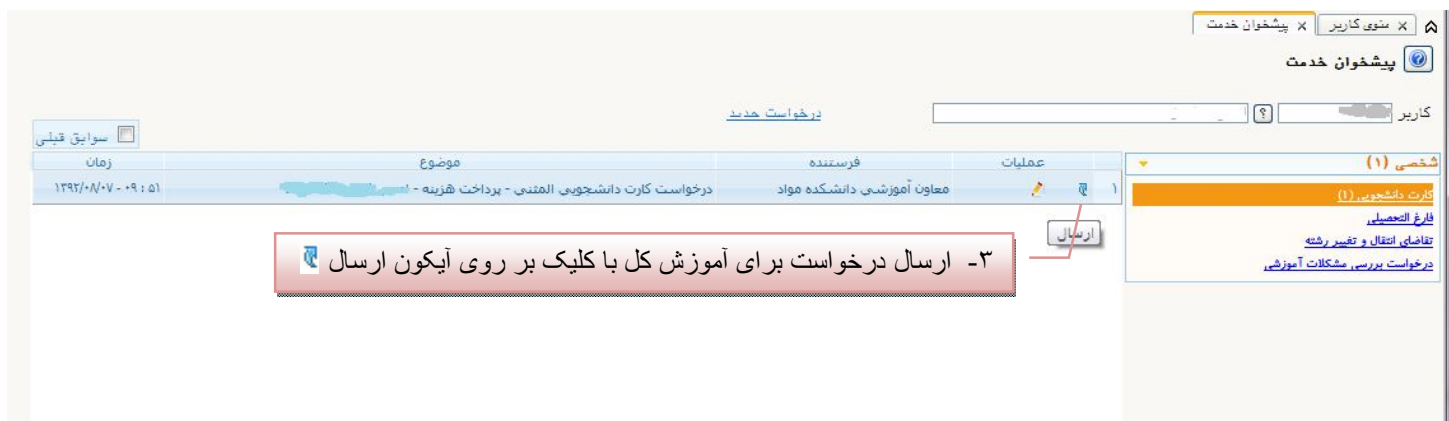 منوی کاربر
پیشخوان خدمت
پیشخوان خدمت
کاربر
درخواست جدید
سوابق قبلی
شخصی (۱)
کارت دانشجویی (۱)
فارغ التحصیلی
تقاضای انتقال و تغییر رشته
درخواست بررسی مشکلات آموزشی
عملیات فرستنده موضوع زمان
۱ معاون آموزشی دانشکده مواد درخواست کارت دانشجویی المثنی - پرداخت هزینه - ۱۳۹۲/۰۸/۰۷ - ۰۹:۵۱
ارسال
۳- ارسال درخواست برای آموزش کل با کلیک بر روی آیکون ارسال